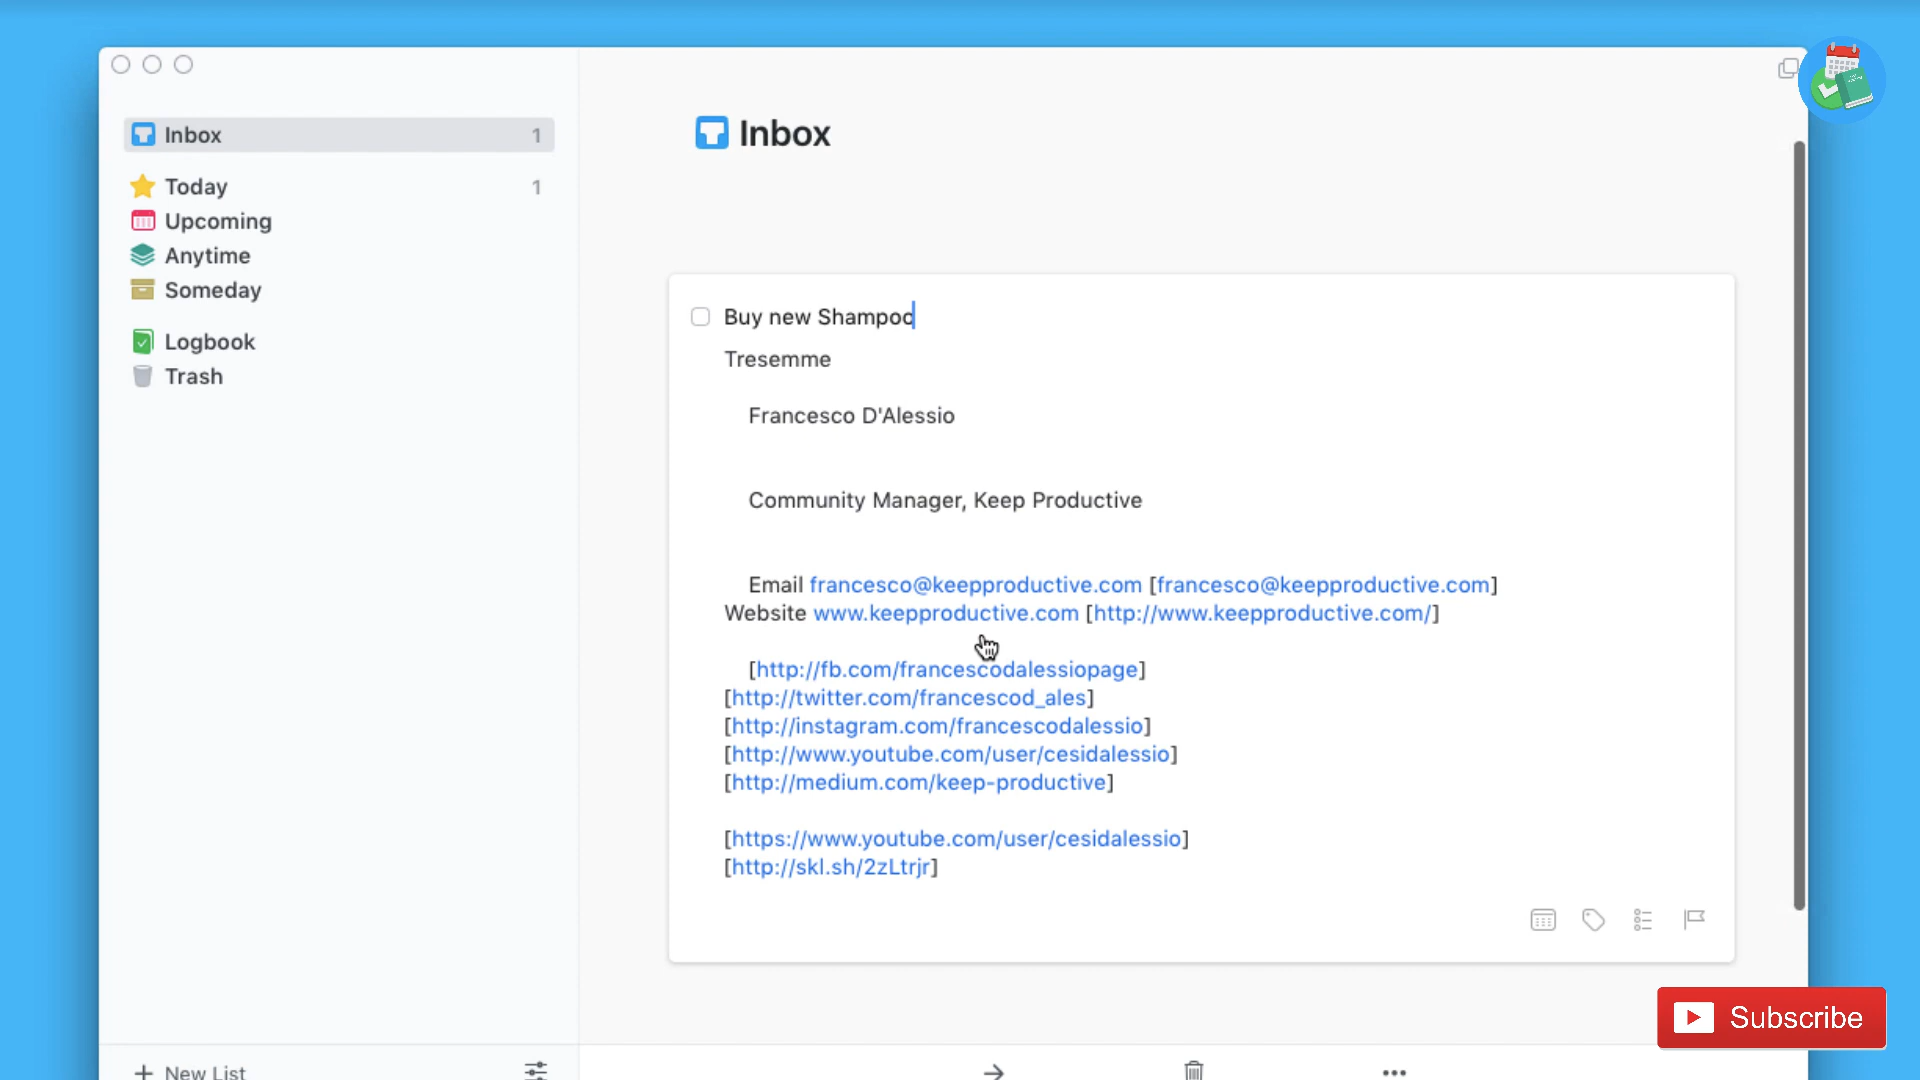 Inbox 1
Today 1
Upcoming
Anytime
Someday
Logbook
Trash
New List
Inbox
Buy new Shampoo
Tresemme
Francesco D'Alessio
Community Manager, Keep Productive
Email francesco@keepproductive.com [francesco@keepproductive.com]
Website www.keepproductive.com [http://www.keepproductive.com/]
[http://fb.com/francescodalessiopage]
[http://twitter.com/francescod_ales]
[http://instagram.com/francescodalessio]
[http://www.youtube.com/user/cesidalessio]
[http://medium.com/keep-productive]
[https://www.youtube.com/user/cesidalessio]
[http://skl.sh/2zLtrjr]
Subscribe